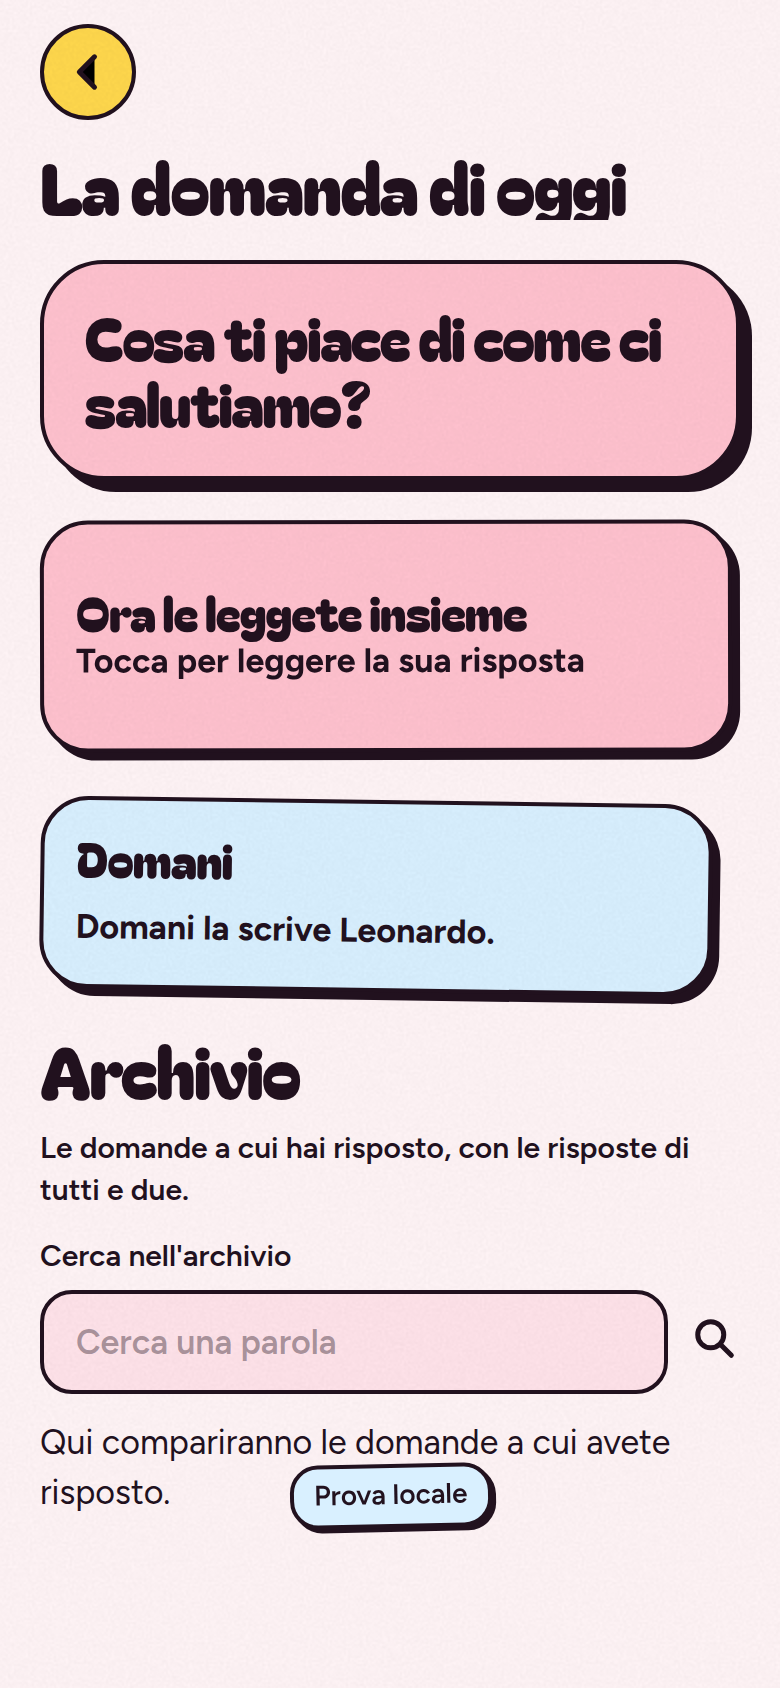 La domanda di oggi
Cosa ti piace di come ci
salutiamo?
Ora le leggete insieme
Tocca per leggere la sua risposta
Domani
Domani la scrive Leonardo.
Archivio
Le domande a cui hai risposto, con le risposte di
tutti e due.
Cerca nell'archivio
Cerca una parola
Qui compariranno le domande a cui avete
risposto.
Prova locale